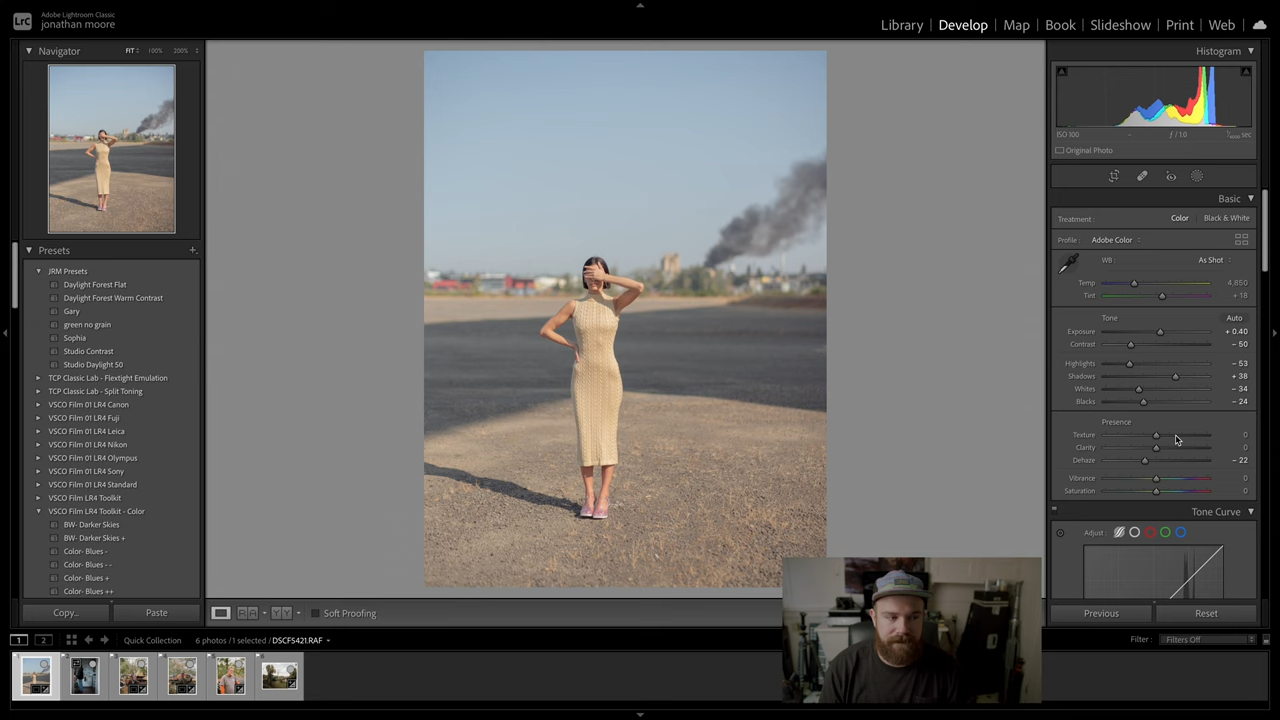 LrC
Adobe Lightroom Classic
jonathan moore
Library | Develop | Map | Book | Slideshow | Print | Web
Navigator FIT 100% 200%
Presets +
JRM Presets
Daylight Forest Flat
Daylight Forest Warm Contrast
Gary
green no grain
Sophia
Studio Contrast
Studio Daylight 50
TCP Classic Lab - Flextight Emulation
TCP Classic Lab - Split Toning
VSCO Film 01 LR4 Canon
VSCO Film 01 LR4 Fuji
VSCO Film 01 LR4 Leica
VSCO Film 01 LR4 Nikon
VSCO Film 01 LR4 Olympus
VSCO Film 01 LR4 Sony
VSCO Film 01 LR4 Standard
VSCO Film LR4 Toolkit
VSCO Film LR4 Toolkit - Color
BW- Darker Skies
BW- Darker Skies +
Color- Blues -
Color- Blues - -
Color- Blues +
Color- Blues ++
Copy... Paste
Soft Proofing
Histogram
ISO 100 – ƒ / 1.0 sec
Original Photo
Basic
Treatment : Color Black & White
Profile : Adobe Color
WB : As Shot
Temp 4,850
Tint + 18
Tone Auto
Exposure + 0.40
Contrast – 50
Highlights – 53
Shadows + 38
Whites – 34
Blacks – 24
Presence
Texture 0
Clarity 0
Dehaze – 22
Vibrance 0
Saturation 0
Tone Curve
Adjust :
Previous Reset
1 2 Quick Collection 6 photos / 1 selected / DSCF5421.RAF
Filter : Filters Off